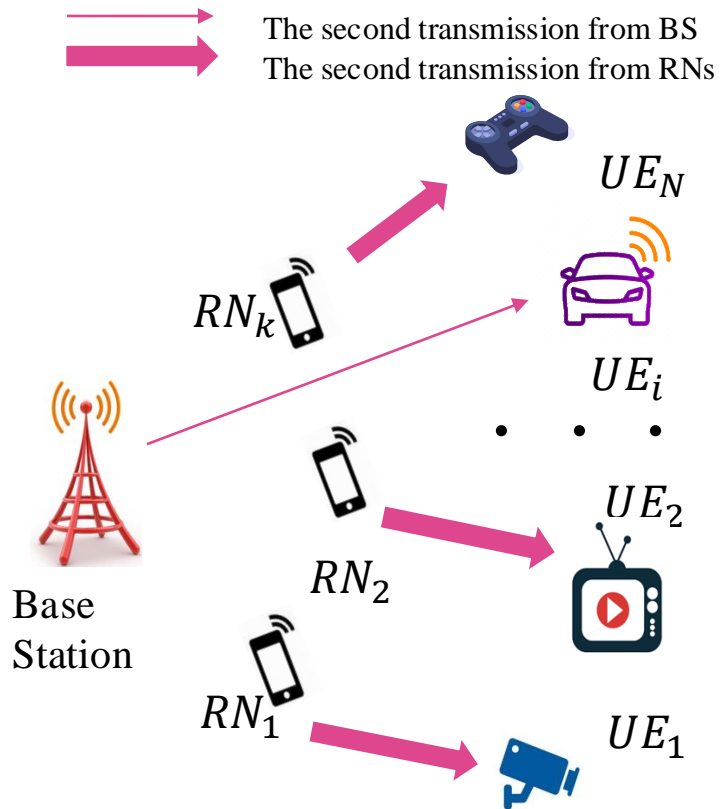 The second transmission from BS
The second transmission from RNs
UE_N
RN_k
UE_i
. . .
UE_2
RN_2
Base
Station
RN_1
UE_1